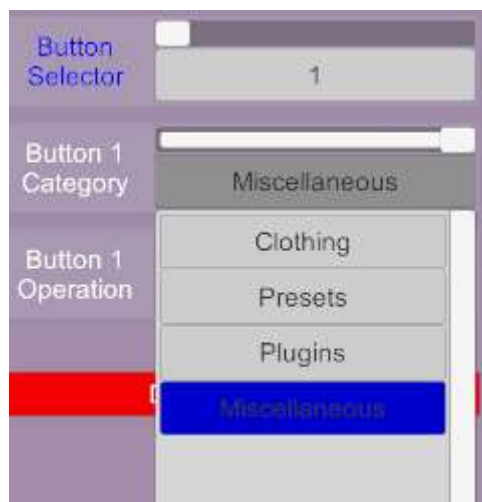 Button
Selector
1
Button 1
Category
Miscellaneous
Button 1
Operation
Clothing
Presets
Plugins
Miscellaneous